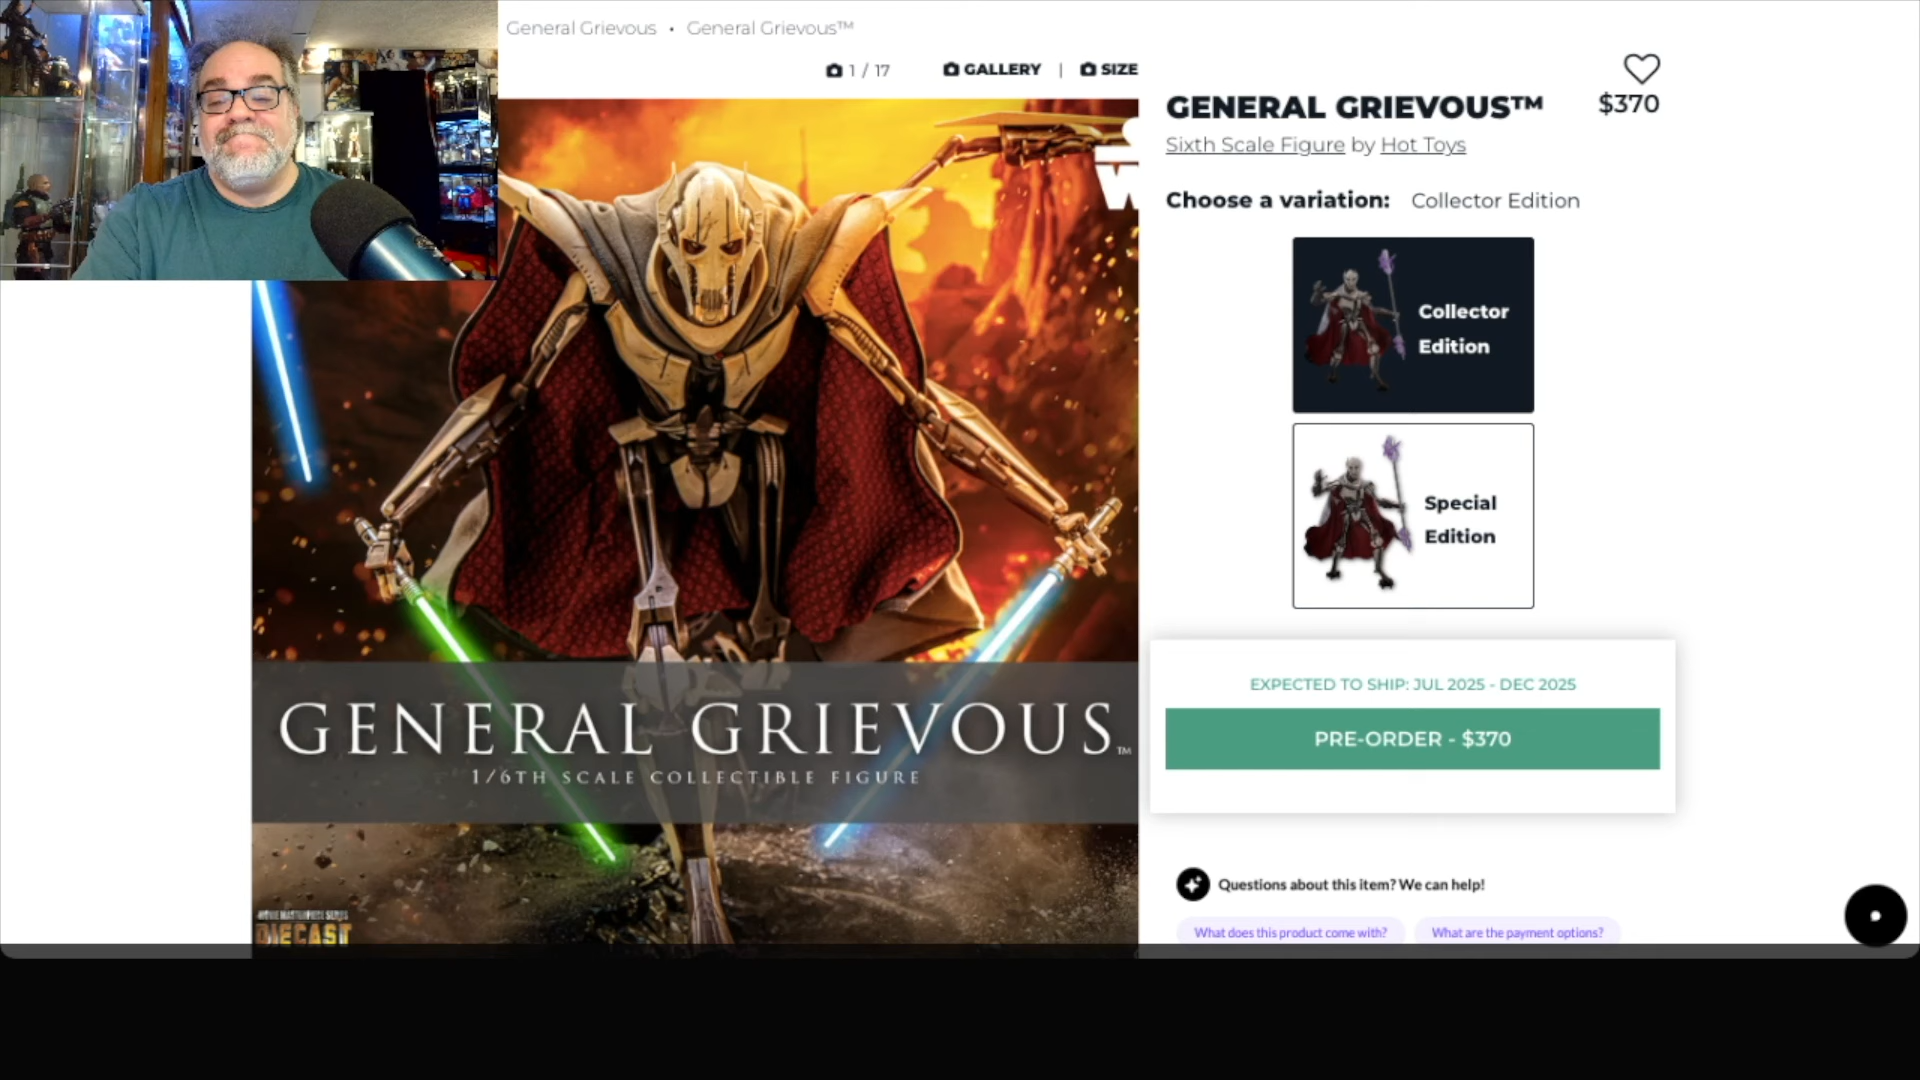 General Grievous • General Grievous™
1 / 17
GALLERY | SIZE
GENERAL GRIEVOUS™
$370
Sixth Scale Figure by Hot Toys
Choose a variation: Collector Edition
Collector
Edition
Special
Edition
EXPECTED TO SHIP: JUL 2025 - DEC 2025
PRE-ORDER - $370
Questions about this item? We can help!
What does this product come with?
What are the payment options?
W
GENERAL GRIEVOUS™
1/6TH SCALE COLLECTIBLE FIGURE
MOVIE MASTERPIECE SERIES
DIECAST